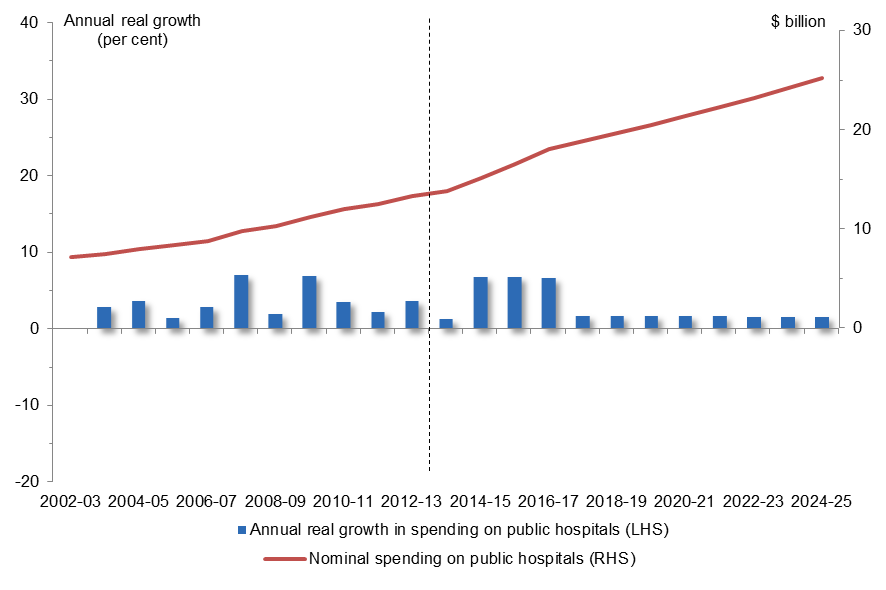 Annual real growth
(per cent)
$ billion
40
30
20
10
0
-10
-20
30
20
10
0
2002-03 2004-05 2006-07 2008-09 2010-11 2012-13 2014-15 2016-17 2018-19 2020-21 2022-23 2024-25
Annual real growth in spending on public hospitals (LHS)
Nominal spending on public hospitals (RHS)